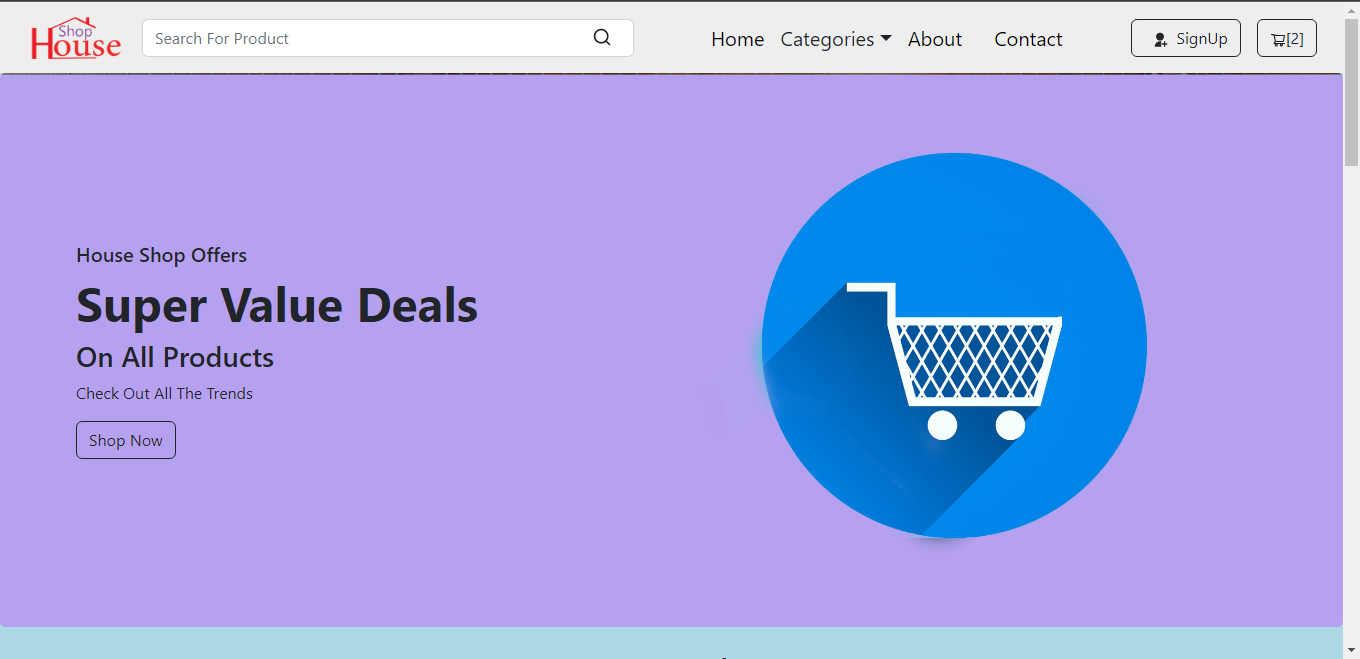 Shop
House
Search For Product
Home Categories About Contact
SignUp
[2]
House Shop Offers
Super Value Deals
On All Products
Check Out All The Trends
Shop Now